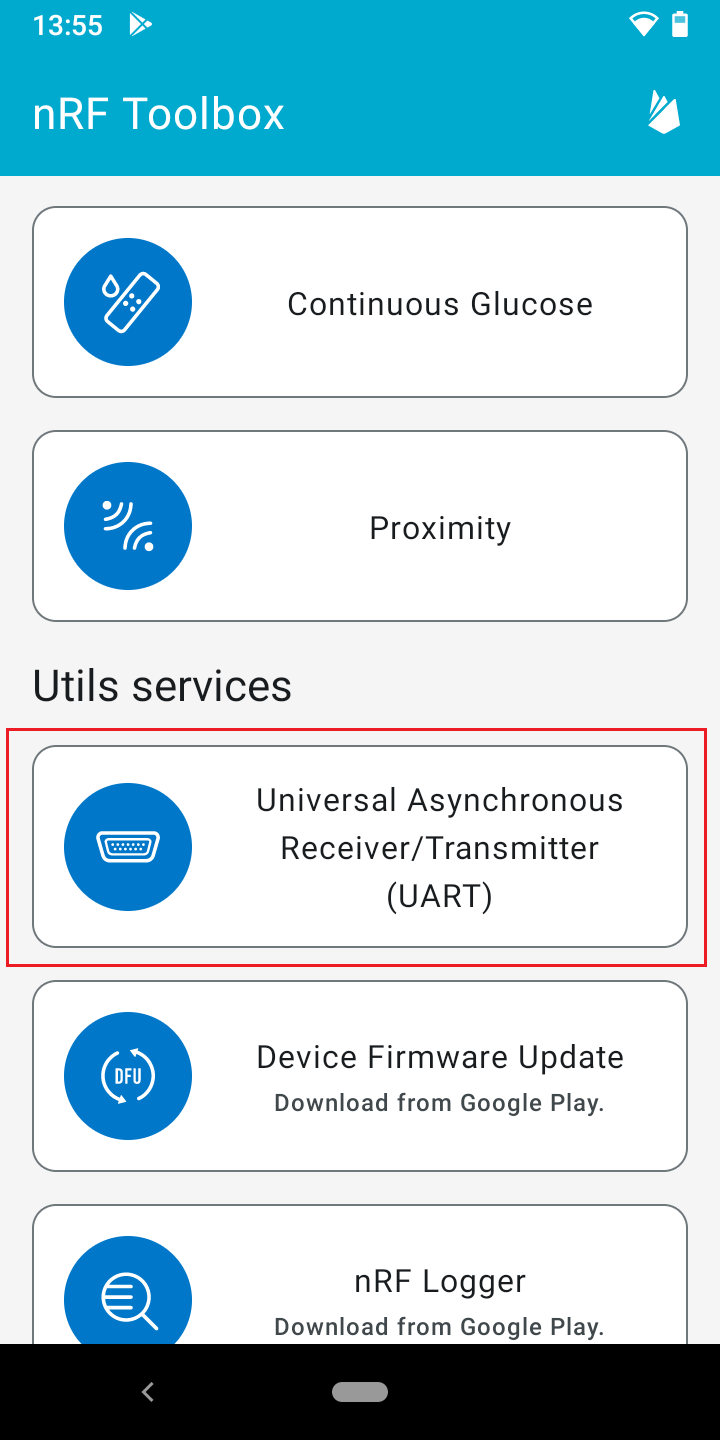 13:55
nRF Toolbox
Continuous Glucose
Proximity
Utils services
Universal Asynchronous
Receiver/Transmitter
(UART)
DFU
Device Firmware Update
Download from Google Play.
nRF Logger
Download from Google Play.